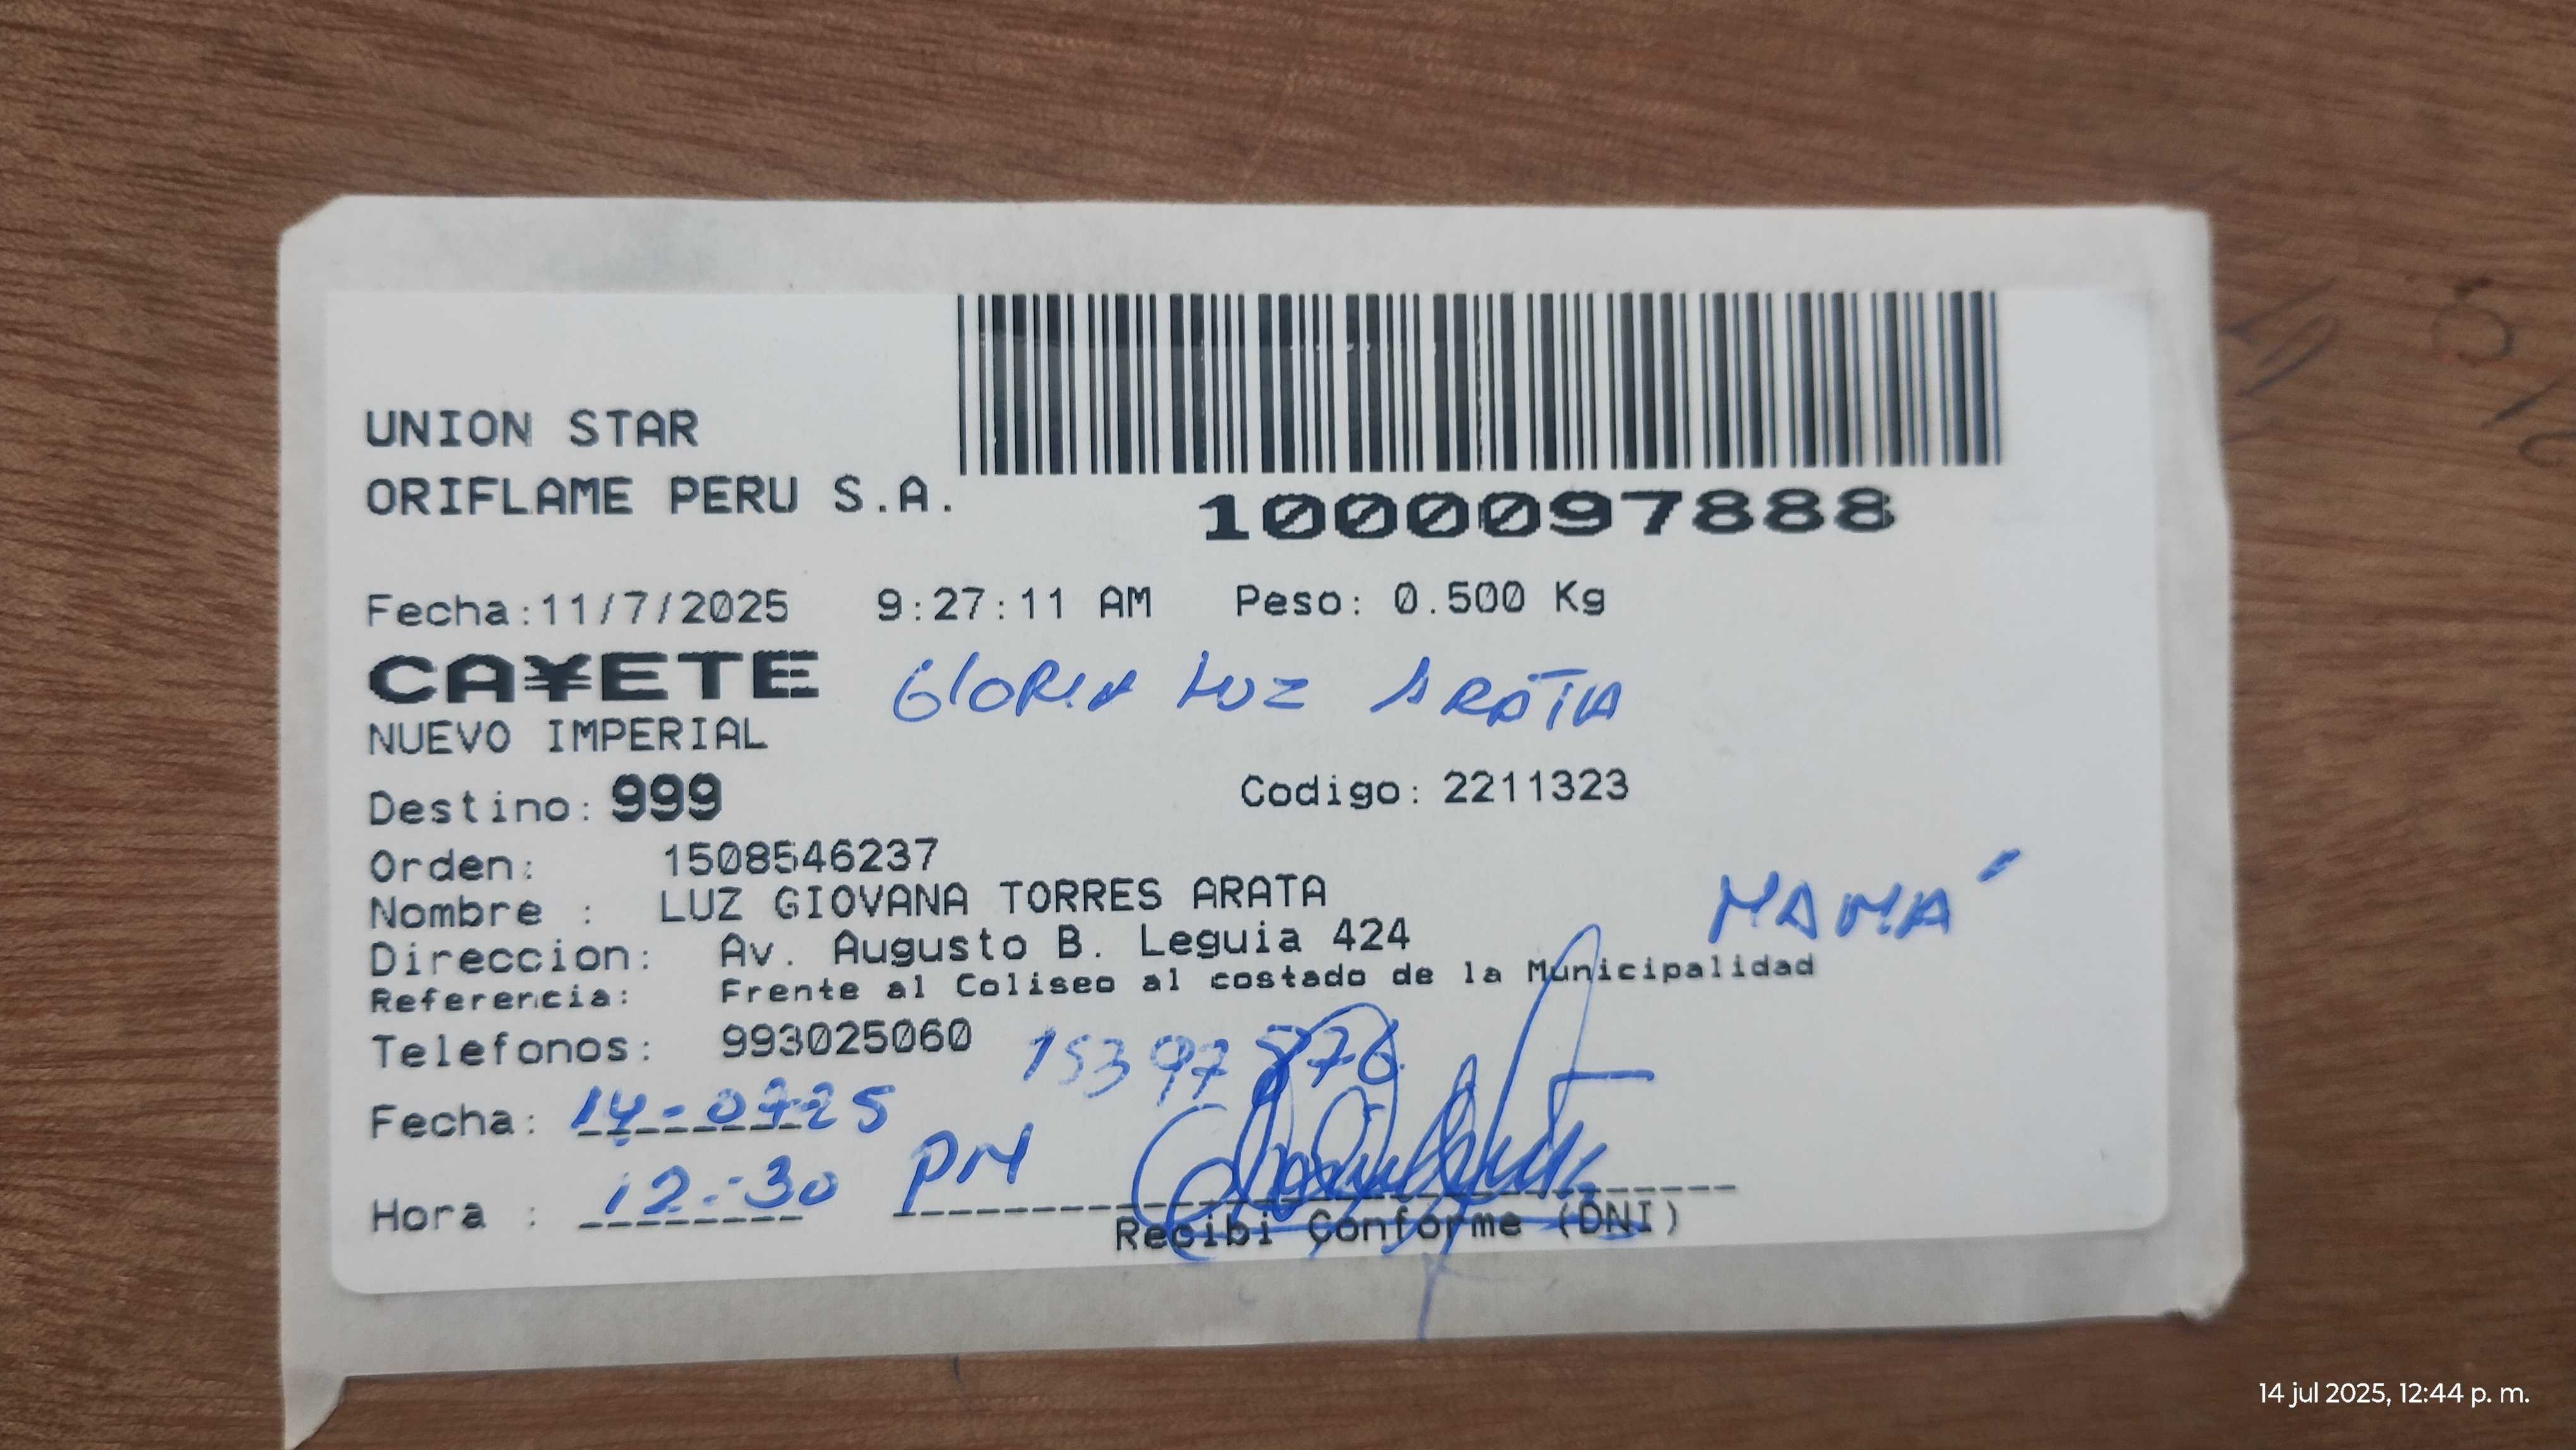 UNION STAR
ORIFLAME PERU S.A.
1000097888
Fecha:11/7/2025 9:27:11 AM Peso: 0.500 Kg
CA¥ETE GLORIA LUZ ARATA
NUEVO IMPERIAL
Destino: 999 Codigo: 2211323
Orden: 1508546237
Nombre : LUZ GIOVANA TORRES ARATA
MAMÁ
Direccion: Av. Augusto B. Leguia 424
Referencia: Frente al Coliseo al costado de la Municipalidad
Telefonos: 993025060
Fecha: 14-07-25
Hora : 12:30 PM
Recibi Conforme (DNI)
14 jul 2025, 12:44 p. m.